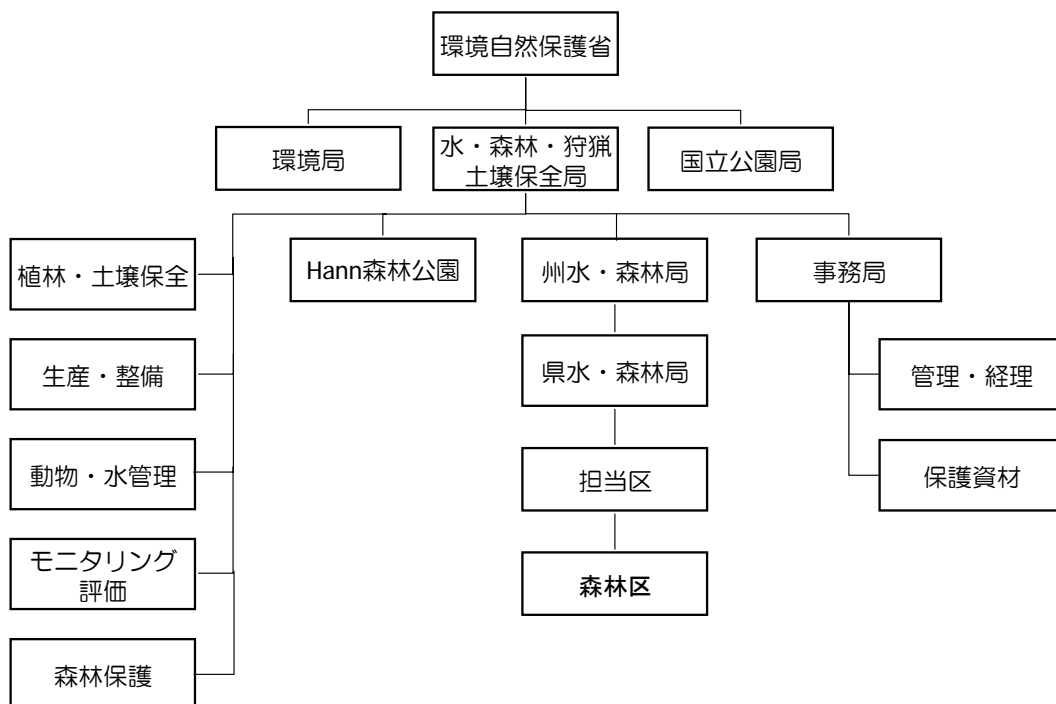 環境自然保護省
環境局
水・森林・狩猟
土壌保全局
国立公園局
植林・土壌保全
Hann森林公園
州水・森林局
事務局
生産・整備
県水・森林局
管理・経理
動物・水管理
担当区
保護資材
モニタリング
評価
森林区
森林保護